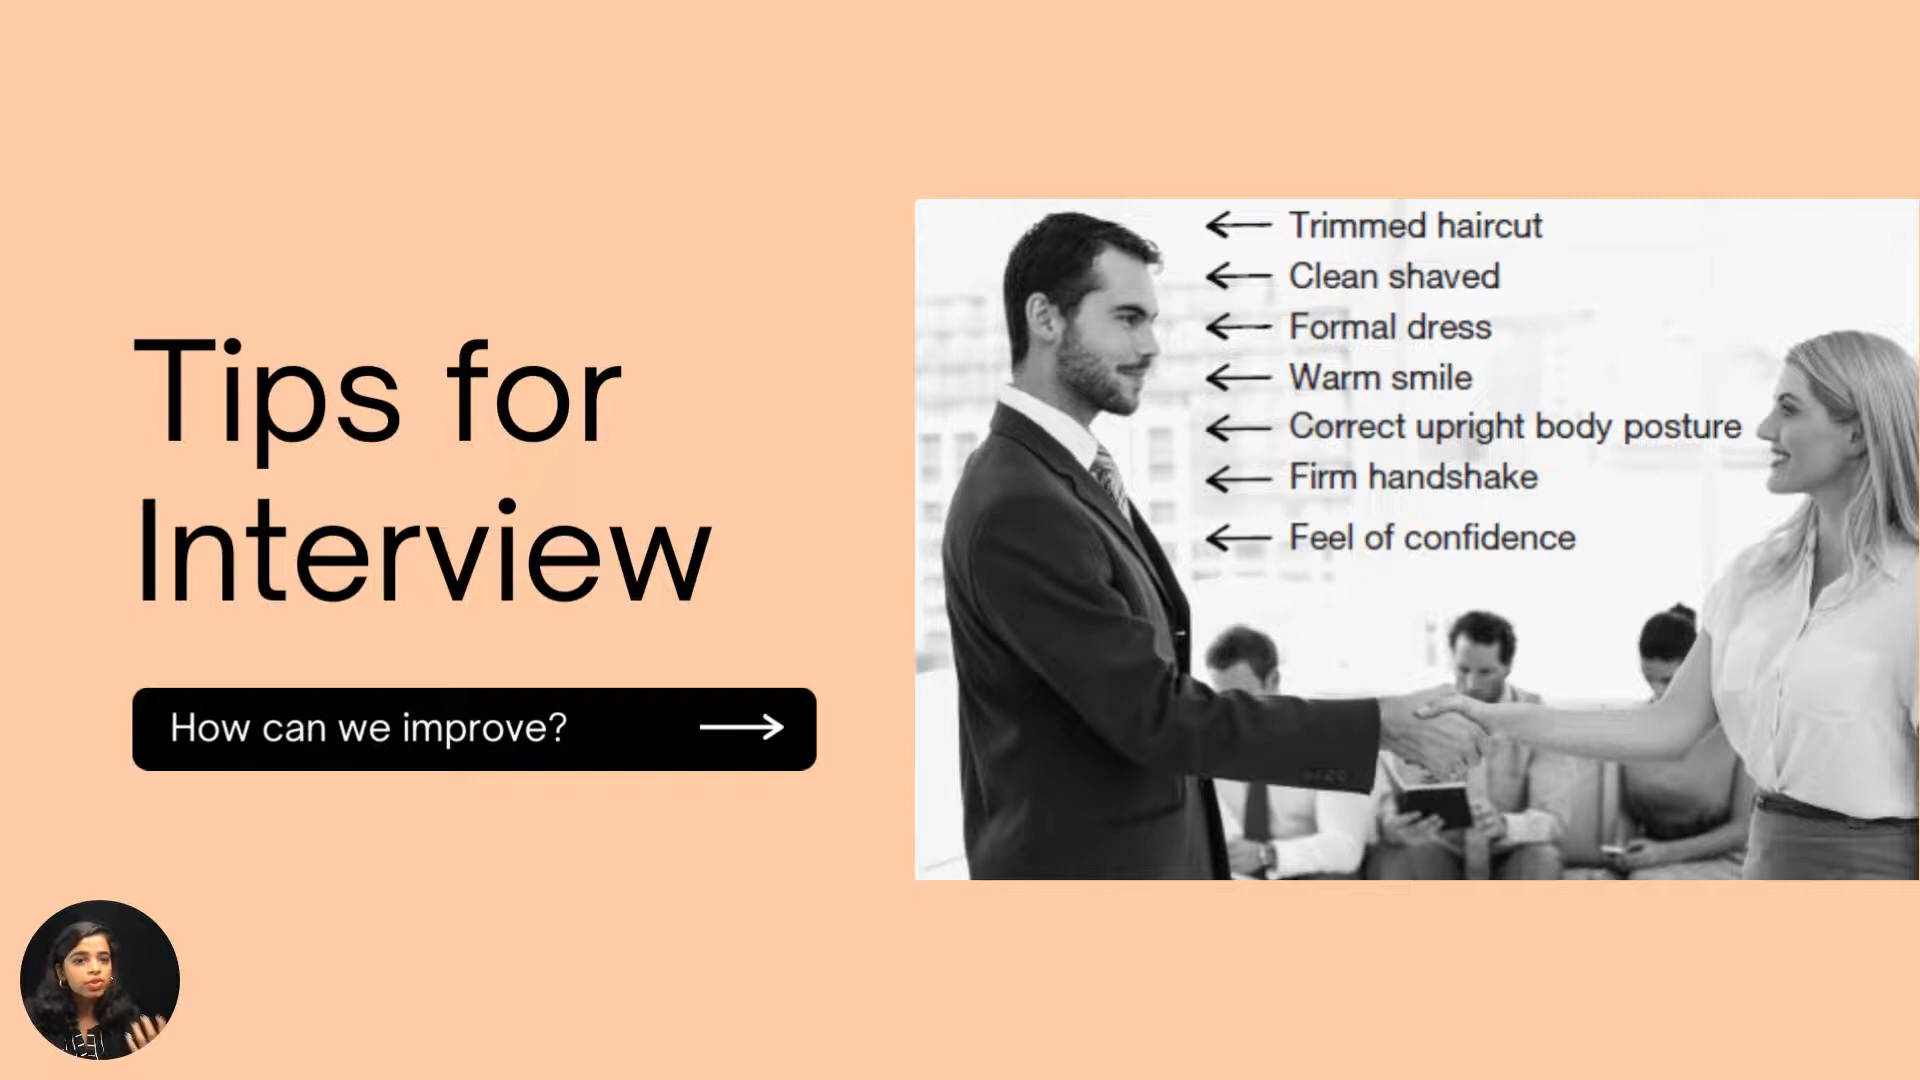 Tips for
Interview
How can we improve?
Trimmed haircut
Clean shaved
Formal dress
Warm smile
Correct upright body posture
Firm handshake
Feel of confidence